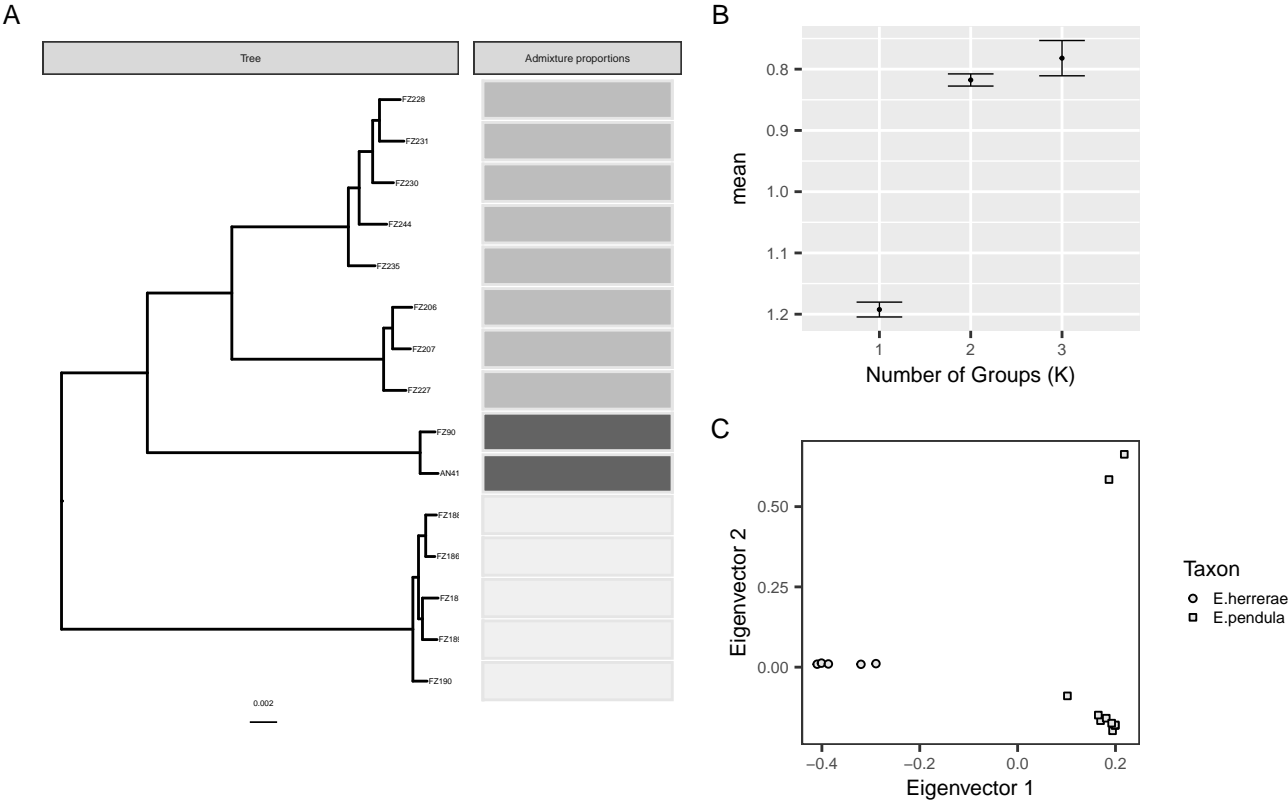 A
Tree
Admixture proportions
FZ228
FZ231
FZ230
FZ244
FZ235
FZ206
FZ207
FZ227
FZ90
AN41
FZ186
FZ190
0.002
B
mean
0.8
0.9
1.0
1.1
1.2
1 2 3
Number of Groups (K)
C
Eigenvector 2
0.50
0.25
0.00
−0.4 −0.2 0.0 0.2
Eigenvector 1
Taxon
E.herrerae
E.pendula